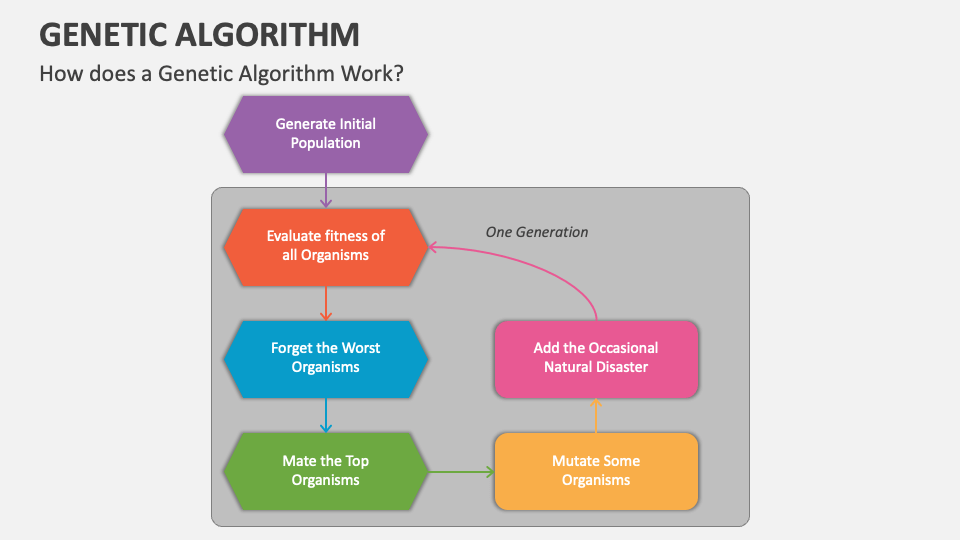 GENETIC ALGORITHM
How does a Genetic Algorithm Work?
Generate Initial
Population
Evaluate fitness of
all Organisms
One Generation
Forget the Worst
Organisms
Add the Occasional
Natural Disaster
Mate the Top
Organisms
Mutate Some
Organisms